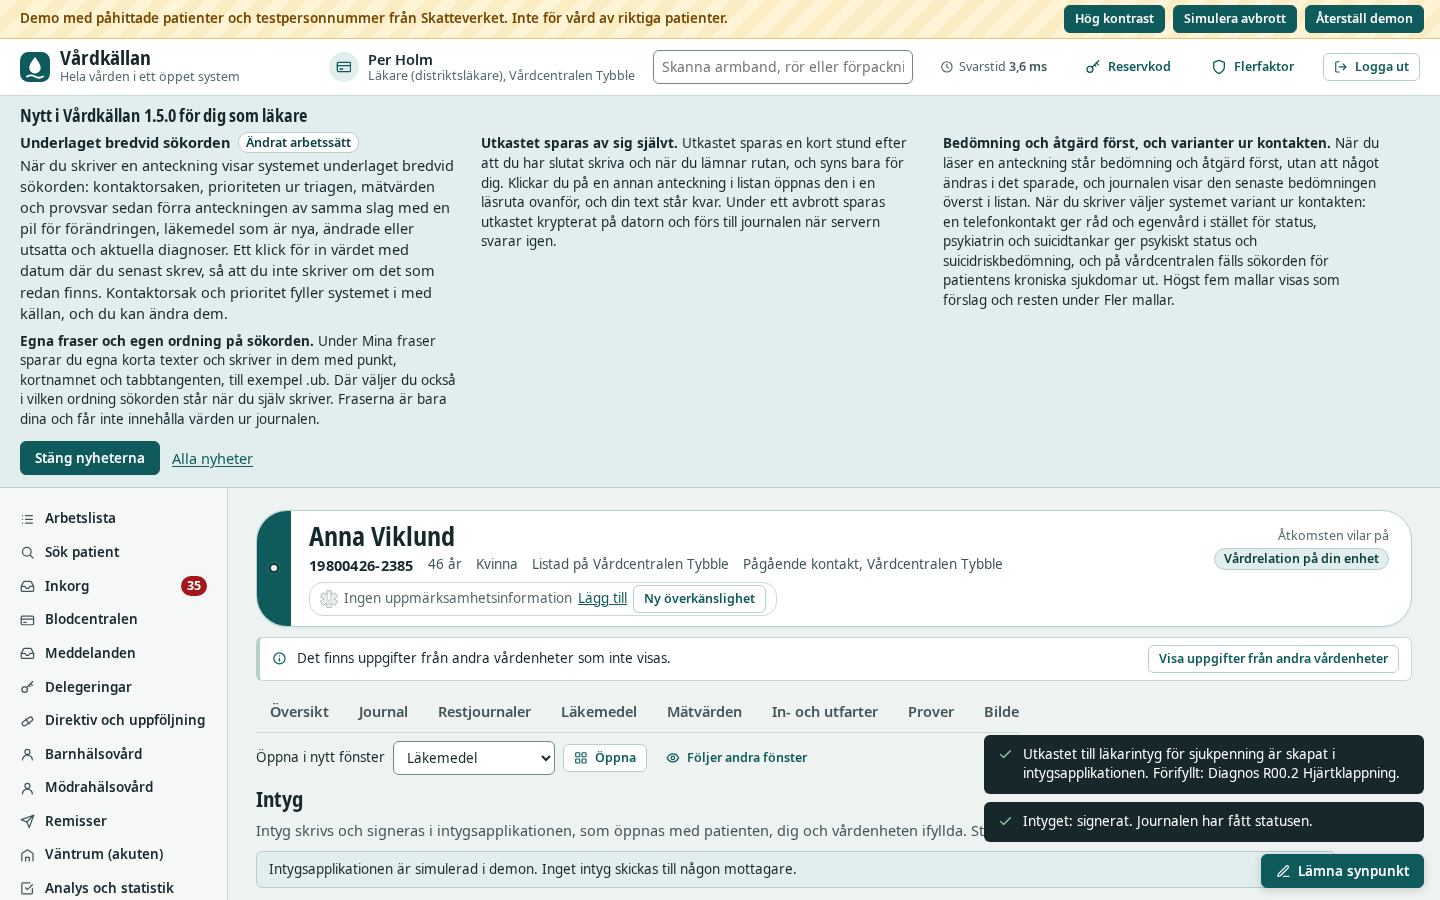 Demo med påhittade patienter och testpersonnummer från Skatteverket. Inte för vård av riktiga patienter.
Hög kontrast
Simulera avbrott
Återställ demon
Vårdkällan
Hela vården i ett öppet system
Per Holm
Läkare (distriktsläkare), Vårdcentralen Tybble
Skanna armband, rör eller förpackni
Svarstid 3,6 ms
Reservkod
Flerfaktor
Logga ut
Nytt i Vårdkällan 1.5.0 för dig som läkare
Underlaget bredvid sökorden Ändrat arbetssätt
När du skriver en anteckning visar systemet underlaget bredvid
sökorden: kontaktorsaken, prioriteten ur triagen, mätvärden
och provsvar sedan förra anteckningen av samma slag med en
pil för förändringen, läkemedel som är nya, ändrade eller
utsatta och aktuella diagnoser. Ett klick för in värdet med
datum där du senast skrev, så att du inte skriver om det som
redan finns. Kontaktorsak och prioritet fyller systemet i med
källan, och du kan ändra dem.
Egna fraser och egen ordning på sökorden. Under Mina fraser
sparar du egna korta texter och skriver in dem med punkt,
kortnamnet och tabbtangenten, till exempel .ub. Där väljer du också
i vilken ordning sökorden står när du själv skriver. Fraserna är bara
dina och får inte innehålla värden ur journalen.
Utkastet sparas av sig självt. Utkastet sparas en kort stund efter
att du har slutat skriva och när du lämnar rutan, och syns bara för
dig. Klickar du på en annan anteckning i listan öppnas den i en
läsruta ovanför, och din text står kvar. Under ett avbrott sparas
utkastet krypterat på datorn och förs till journalen när servern
svarar igen.
Bedömning och åtgärd först, och varianter ur kontakten. När du
läser en anteckning står bedömning och åtgärd först, utan att något
ändras i det sparade, och journalen visar den senaste bedömningen
överst i listan. När du skriver väljer systemet variant ur kontakten:
en telefonkontakt ger råd och egenvård i stället för status,
psykiatrin och suicidtankar ger psykiskt status och
suicidriskbedömning, och på vårdcentralen fälls sökorden för
patientens kroniska sjukdomar ut. Högst fem mallar visas som
förslag och resten under Fler mallar.
Stäng nyheterna
Alla nyheter
Arbetslista
Sök patient
Inkorg 35
Blodcentralen
Meddelanden
Delegeringar
Direktiv och uppföljning
Barnhälsovård
Mödrahälsovård
Remisser
Väntrum (akuten)
Analys och statistik
Anna Viklund
19800426-2385 46 år Kvinna Listad på Vårdcentralen Tybble Pågående kontakt, Vårdcentralen Tybble
Ingen uppmärksamhetsinformation Lägg till Ny överkänslighet
Åtkomsten vilar på
Vårdrelation på din enhet
Det finns uppgifter från andra vårdenheter som inte visas.
Visa uppgifter från andra vårdenheter
Översikt Journal Restjournaler Läkemedel Mätvärden In- och utfarter Prover Bilde
Öppna i nytt fönster Läkemedel Öppna Följer andra fönster
Intyg
Intyg skrivs och signeras i intygsapplikationen, som öppnas med patienten, dig och vårdenheten ifyllda. St
Intygsapplikationen är simulerad i demon. Inget intyg skickas till någon mottagare.
Utkastet till läkarintyg för sjukpenning är skapat i
intygsapplikationen. Förifyllt: Diagnos R00.2 Hjärtklappning.
Intyget: signerat. Journalen har fått statusen.
Lämna synpunkt